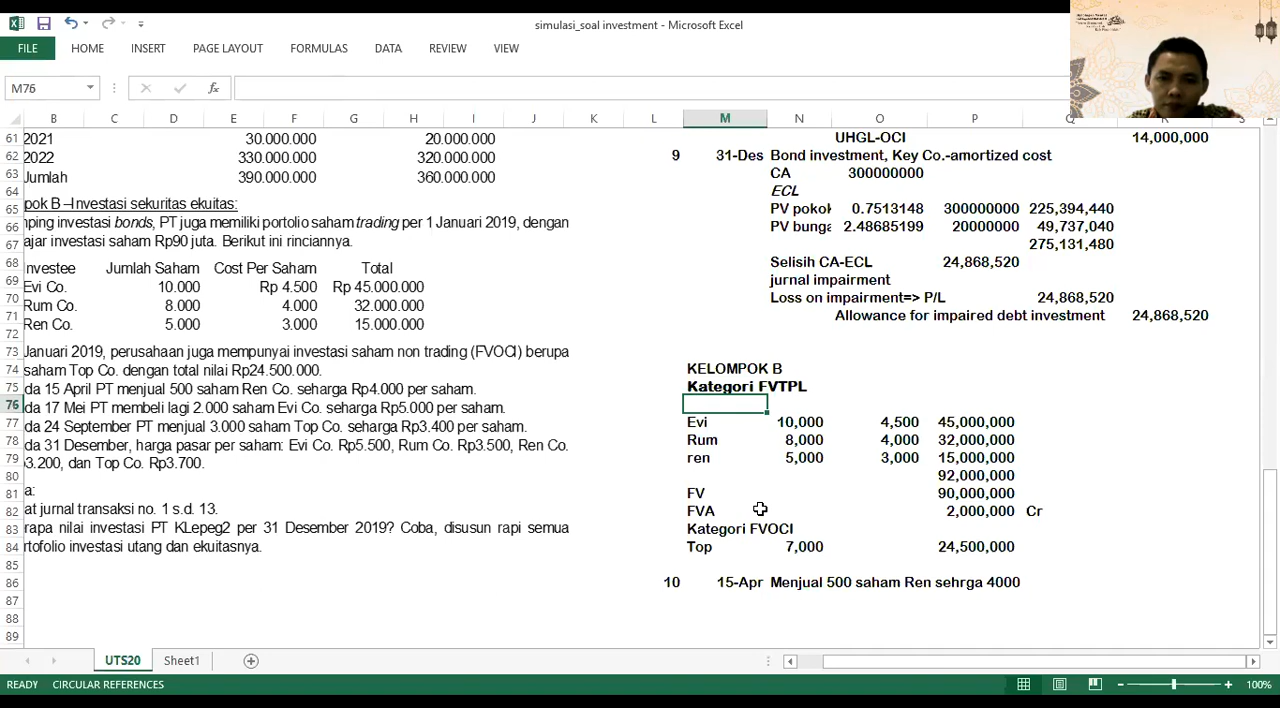 simulasi_soal investment - Microsoft Excel
FILE HOME INSERT PAGE LAYOUT FORMULAS DATA REVIEW VIEW
M76 fx
B C D E F G H I J K L M N O P
61 2021 30.000.000 20.000.000 UHGL-OCI 14,000,000
62 2022 330.000.000 320.000.000 9 31-Des Bond investment, Key Co.-amortized cost
63 Jumlah 390.000.000 360.000.000 CA 300000000
64 ECL
65 pok B –Investasi sekuritas ekuitas: PV pokok 0.7513148 300000000 225,394,440
66 nping investasi bonds, PT juga memiliki portolio saham trading per 1 Januari 2019, dengan PV bunga 2.48685199 20000000 49,737,040
67 ajar investasi saham Rp90 juta. Berikut ini rinciannya. 275,131,480
68 nvestee Jumlah Saham Cost Per Saham Total Selisih CA-ECL 24,868,520
69 Evi Co. 10.000 Rp 4.500 Rp 45.000.000 jurnal impairment
70 Rum Co. 8.000 4.000 32.000.000 Loss on impairment=> P/L 24,868,520
71 Ren Co. 5.000 3.000 15.000.000 Allowance for impaired debt investment 24,868,520
72
73 Januari 2019, perusahaan juga mempunyai investasi saham non trading (FVOCI) berupa
74 saham Top Co. dengan total nilai Rp24.500.000. KELOMPOK B
75 da 15 April PT menjual 500 saham Ren Co. seharga Rp4.000 per saham. Kategori FVTPL
76 da 17 Mei PT membeli lagi 2.000 saham Evi Co. seharga Rp5.000 per saham.
77 da 24 September PT menjual 3.000 saham Top Co. seharga Rp3.400 per saham. Evi 10,000 4,500 45,000,000
78 da 31 Desember, harga pasar per saham: Evi Co. Rp5.500, Rum Co. Rp3.500, Ren Co. Rum 8,000 4,000 32,000,000
79 3.200, dan Top Co. Rp3.700. ren 5,000 3,000 15,000,000
80 92,000,000
81 a: FV 90,000,000
82 at jurnal transaksi no. 1 s.d. 13. FVA 2,000,000 Cr
83 rapa nilai investasi PT KLepeg2 per 31 Desember 2019? Coba, disusun rapi semua Kategori FVOCI
84 rtofolio investasi utang dan ekuitasnya. Top 7,000 24,500,000
85
86 10 15-Apr Menjual 500 saham Ren sehrga 4000
87
88
89
UTS20 Sheet1
READY CIRCULAR REFERENCES 100%